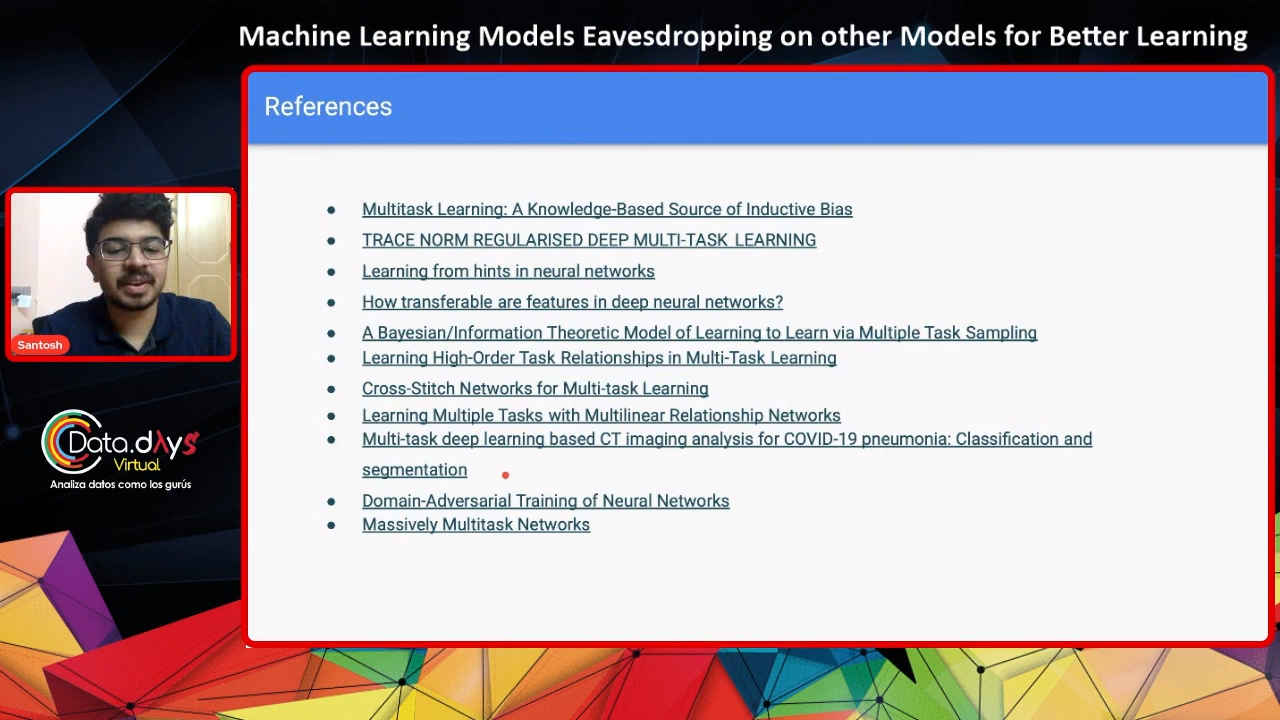 Machine Learning Models Eavesdropping on other Models for Better Learning
References
Multitask Learning: A Knowledge-Based Source of Inductive Bias
TRACE NORM REGULARISED DEEP MULTI-TASK LEARNING
Learning from hints in neural networks
How transferable are features in deep neural networks?
A Bayesian/Information Theoretic Model of Learning to Learn via Multiple Task Sampling
Learning High-Order Task Relationships in Multi-Task Learning
Cross-Stitch Networks for Multi-task Learning
Learning Multiple Tasks with Multilinear Relationship Networks
Multi-task deep learning based CT imaging analysis for COVID-19 pneumonia: Classification and
segmentation
Domain-Adversarial Training of Neural Networks
Massively Multitask Networks
Santosh
Data.dAys
Virtual
Analiza datos como los gurús